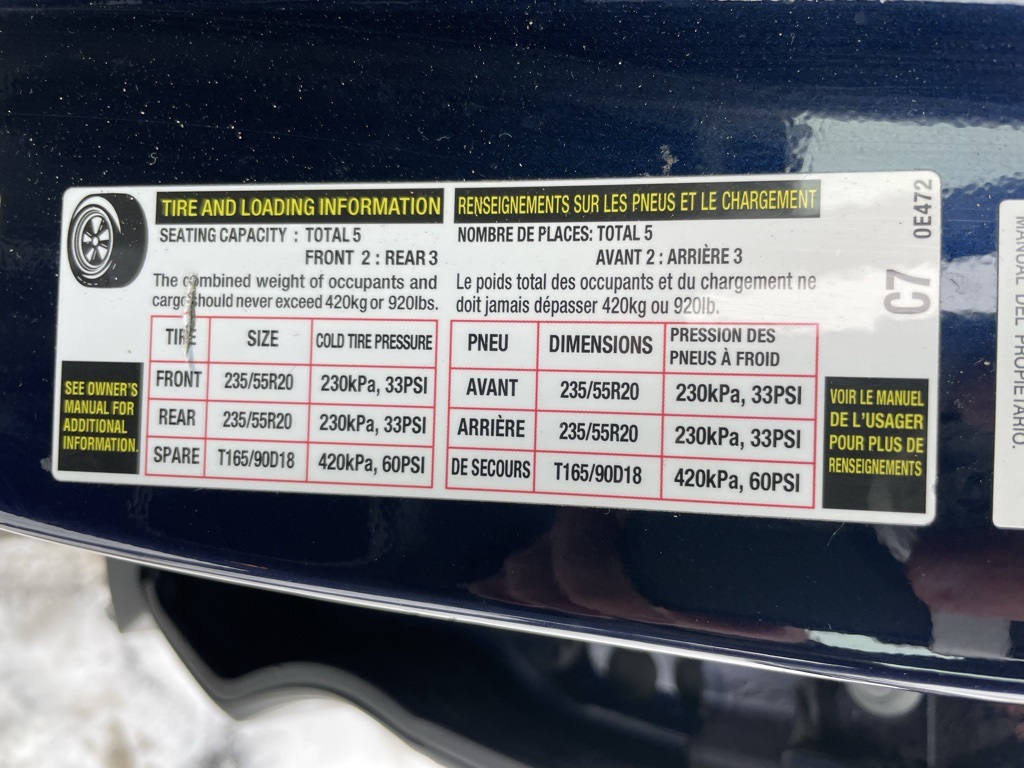 TIRE AND LOADING INFORMATION
SEATING CAPACITY : TOTAL 5
FRONT 2 : REAR 3
The combined weight of occupants and
cargo should never exceed 420kg or 920lbs.
TIRE SIZE COLD TIRE PRESSURE
FRONT 235/55R20 230kPa, 33PSI
REAR 235/55R20 230kPa, 33PSI
SPARE T165/90D18 420kPa, 60PSI
SEE OWNER'S
MANUAL FOR
ADDITIONAL
INFORMATION.
RENSEIGNEMENTS SUR LES PNEUS ET LE CHARGEMENT
NOMBRE DE PLACES: TOTAL 5
AVANT 2 : ARRIÈRE 3
Le poids total des occupants et du chargement ne
doit jamais dépasser 420kg ou 920lb.
PNEU DIMENSIONS PRESSION DES
PNEUS À FROID
AVANT 235/55R20 230kPa, 33PSI
ARRIÈRE 235/55R20 230kPa, 33PSI
DE SECOURS T165/90D18 420kPa, 60PSI
VOIR LE MANUEL
DE L'USAGER
POUR PLUS DE
RENSEIGNEMENTS
C7
0E472
MANUAL DEL PROPIETARIO.